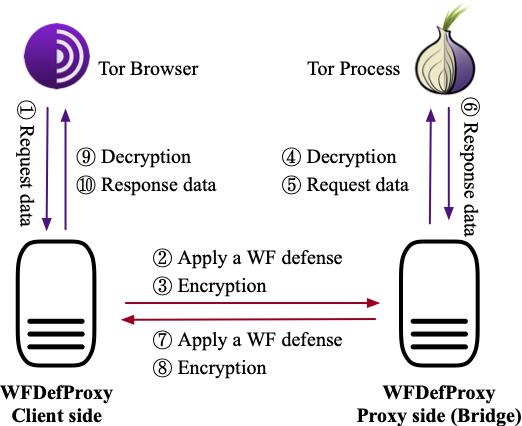 Tor Browser
Tor Process
① Request data
⑥ Response data
⑨ Decryption
⑩ Response data
④ Decryption
⑤ Request data
② Apply a WF defense
③ Encryption
⑦ Apply a WF defense
⑧ Encryption
WFDefProxy
Client side
WFDefProxy
Proxy side (Bridge)